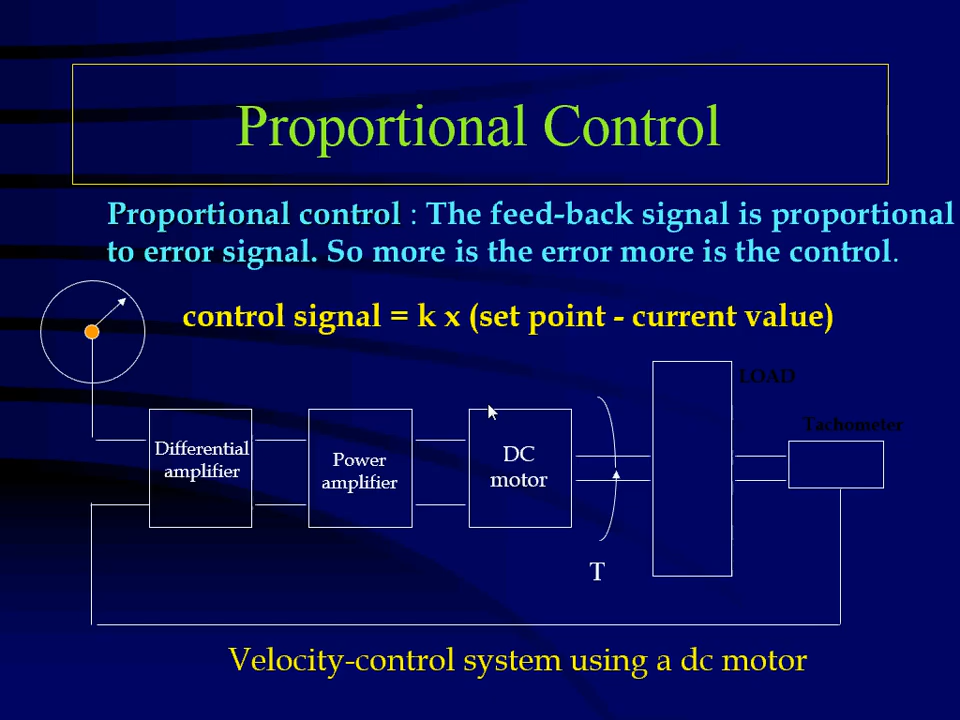 Proportional Control
Proportional control : The feed-back signal is proportional
to error signal. So more is the error more is the control.
control signal = k x (set point - current value)
LOAD
Tachometer
Differential
amplifier
Power
amplifier
DC
motor
T
Velocity-control system using a dc motor